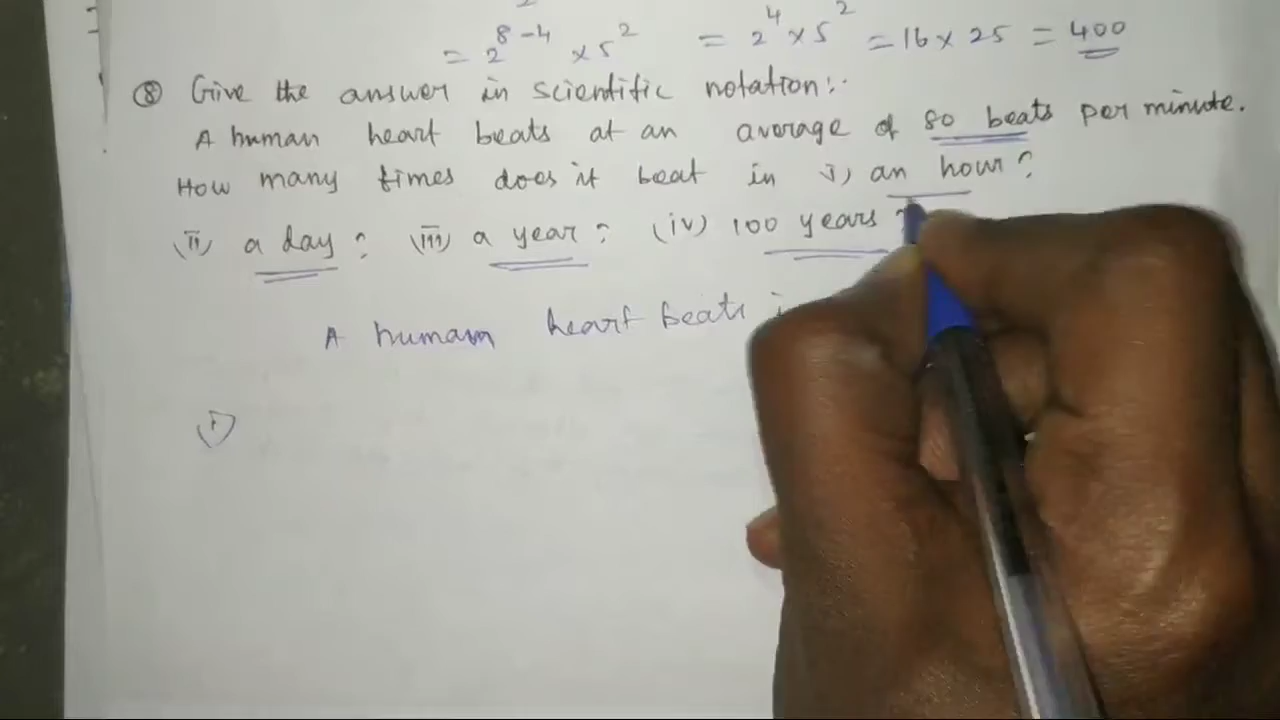 = 2^{8-4} × 5^2 = 2^4 × 5^2 = 16 × 25 = 400
⑧ Give the answer in scientific notation:-
A human heart beats at an average of 80 beats per minute.
How many times does it beat in i) an hour?
(ii) a day? (iii) a year? (iv) 100 years ?
A human heart beats i
i)